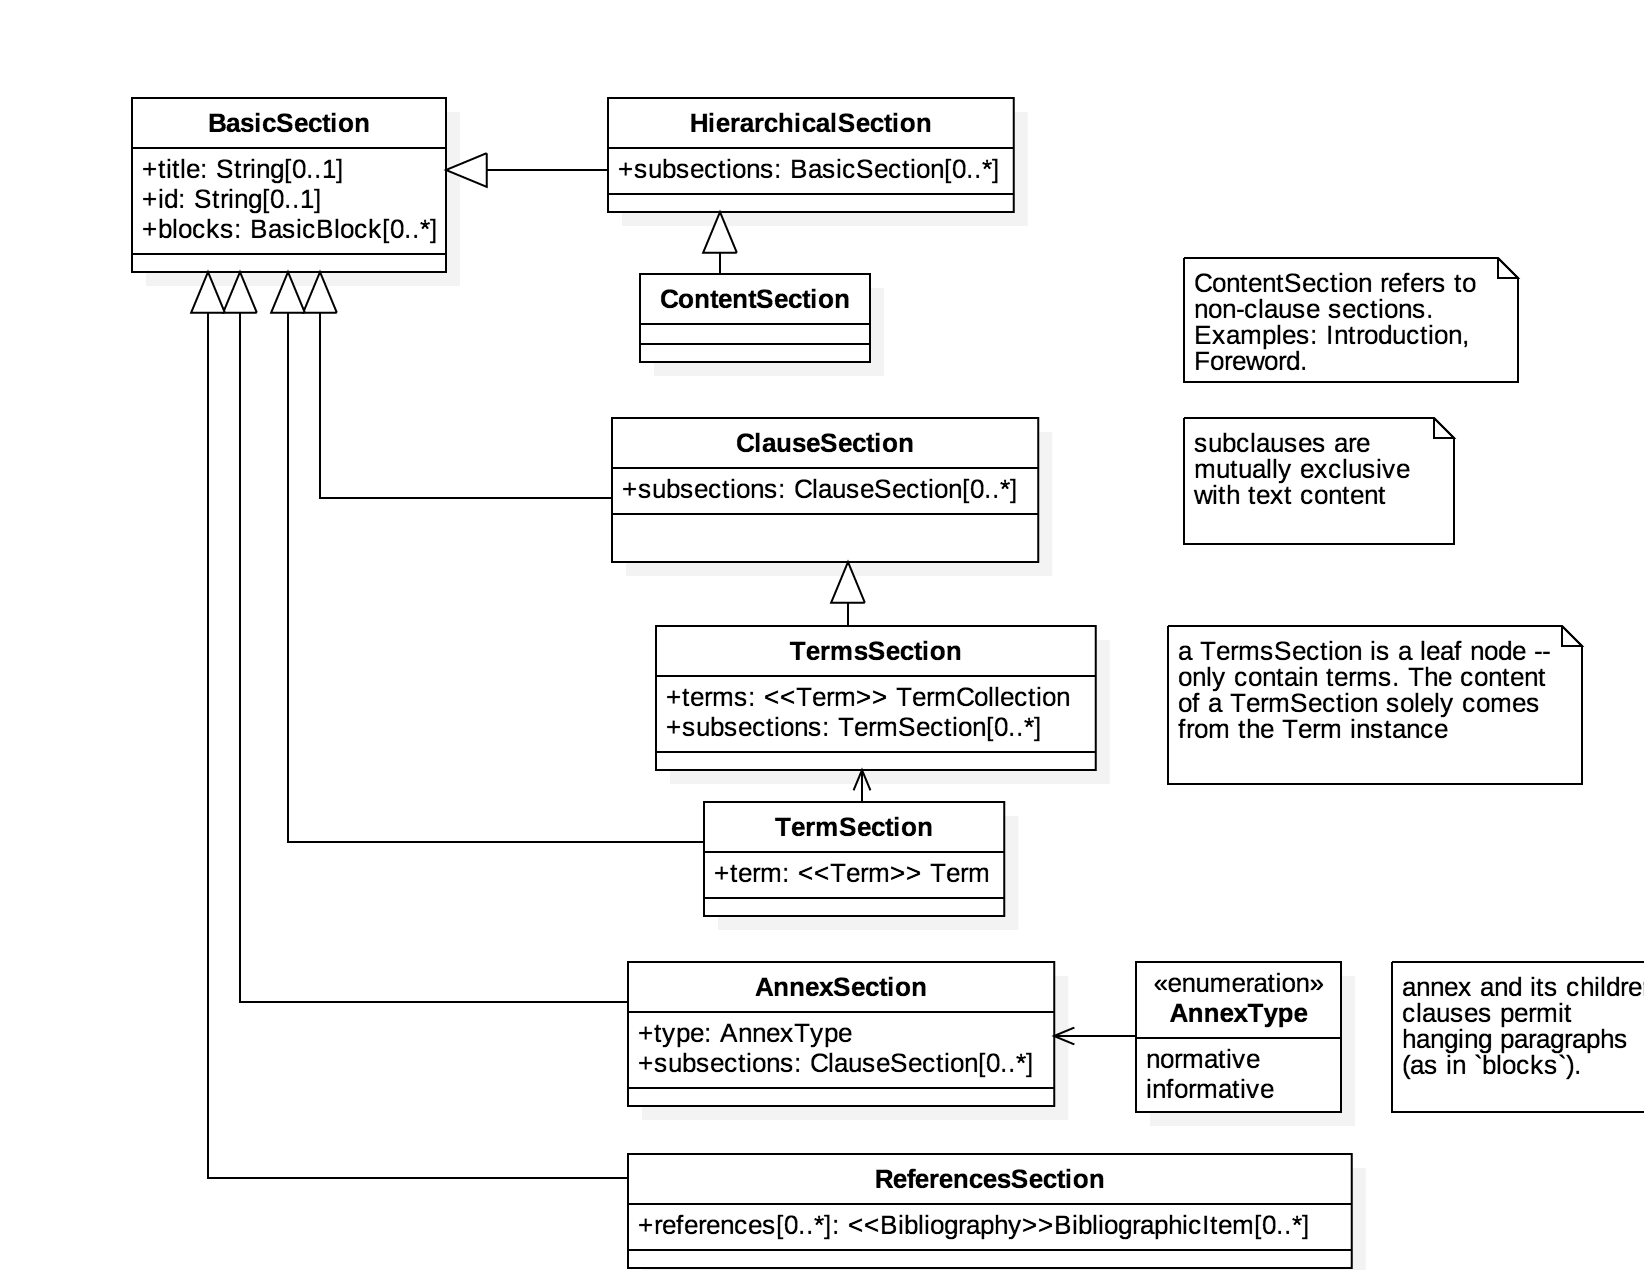 BasicSection
+title: String[0..1]
+id: String[0..1]
+blocks: BasicBlock[0..*]
HierarchicalSection
+subsections: BasicSection[0..*]
ContentSection
ContentSection refers to
non-clause sections.
Examples: Introduction,
Foreword.
ClauseSection
+subsections: ClauseSection[0..*]
subclauses are
mutually exclusive
with text content
TermsSection
+terms: <<Term>> TermCollection
+subsections: TermSection[0..*]
a TermsSection is a leaf node --
only contain terms. The content
of a TermSection solely comes
from the Term instance
TermSection
+term: <<Term>> Term
AnnexSection
+type: AnnexType
+subsections: ClauseSection[0..*]
«enumeration»
AnnexType
normative
informative
annex and its
clauses permit
hanging paragraphs
(as in `blocks`).
ReferencesSection
+references[0..*]: <<Bibliography>>BibliographicItem[0..*]